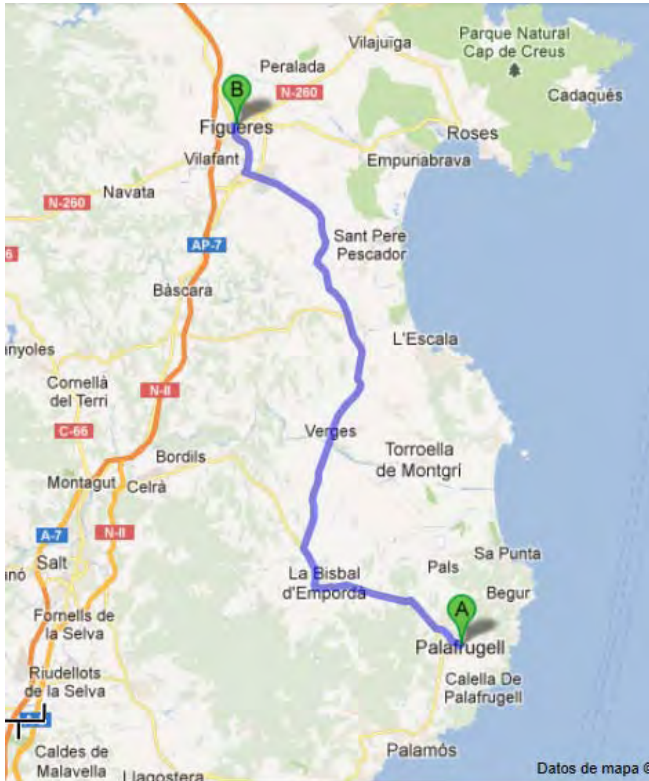 Parque Natural
Cap de Creus
Vilajuïga
Peralada
N-260
Cadaqués
B
Figueres
Roses
Vilafant
Empuriabrava
Navata
N-260
Sant Pere
Pescador
AP-7
6
Bàscara
L'Escala
nyoles
Cornellà
del Terri
N-II
C-66
Verges
Bordils
Torroella
de Montgrí
Montagut
Celrà
A-7
N-II
Salt
Sa Punta
Pals
La Bisbal
d'Empordà
nó
Begur
A
Fornells de
la Selva
Palafrugell
Riudellots
de la Selva
Calella De
Palafrugell
Palamós
Caldes de
Malavella
Llagostera
Datos de mapa ©